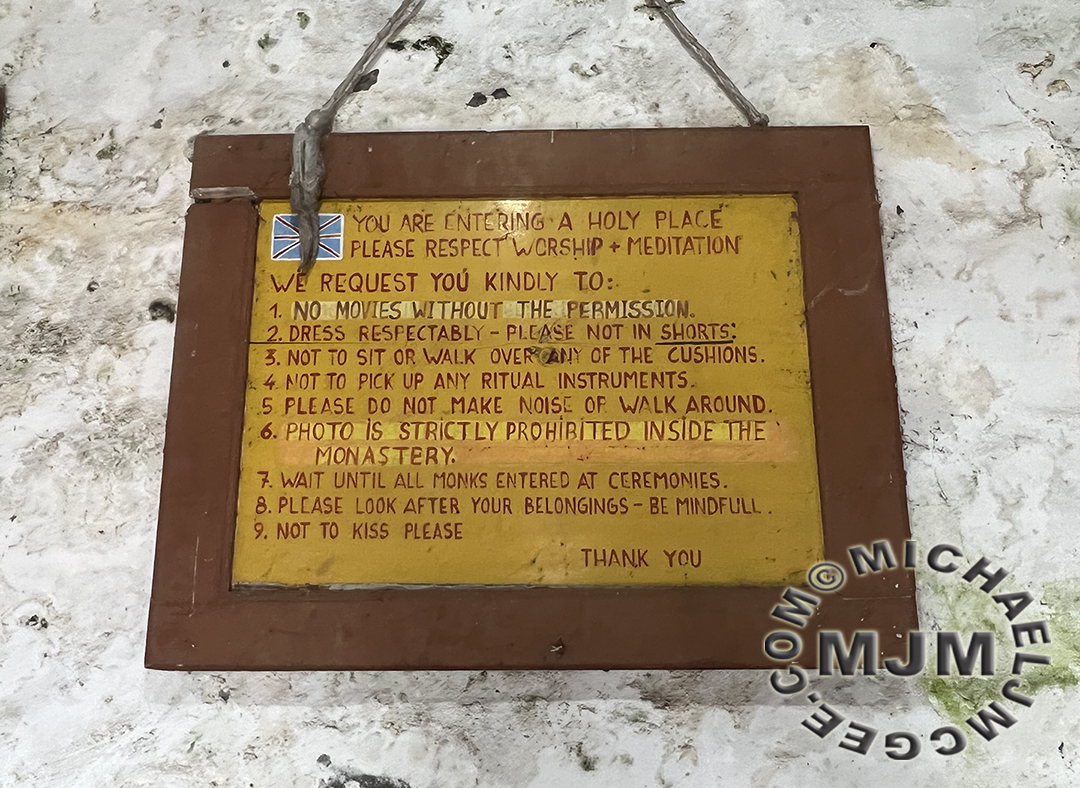 YOU ARE ENTERING A HOLY PLACE
PLEASE RESPECT WORSHIP + MEDITATION
WE REQUEST YOU KINDLY TO:
1. NO MOVIES WITHOUT THE PERMISSION.
2. DRESS RESPECTABLY - PLEASE NOT IN SHORTS:
3. NOT TO SIT OR WALK OVER ANY OF THE CUSHIONS.
4. NOT TO PICK UP ANY RITUAL INSTRUMENTS.
5 PLEASE DO NOT MAKE NOISE OR WALK AROUND.
6. PHOTO IS STRICTLY PROHIBITED INSIDE THE
MONASTERY.
7. WAIT UNTIL ALL MONKS ENTERED AT CEREMONIES.
8. PLEASE LOOK AFTER YOUR BELONGINGS - BE MINDFULL.
9. NOT TO KISS PLEASE
THANK YOU
©MICHAELJMCGEE.COM
MJM